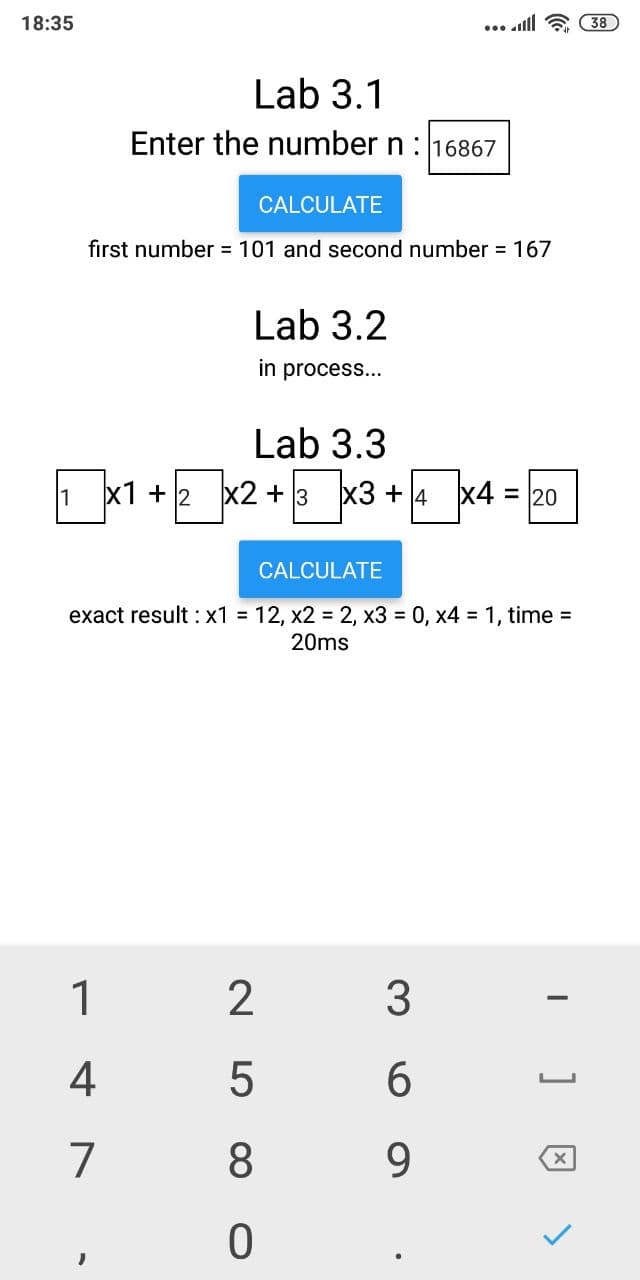 18:35
38
Lab 3.1
Enter the number n : 16867
CALCULATE
first number = 101 and second number = 167
Lab 3.2
in process...
Lab 3.3
1 x1 + 2 x2 + 3 x3 + 4 x4 = 20
CALCULATE
exact result : x1 = 12, x2 = 2, x3 = 0, x4 = 1, time =
20ms
1 2 3 −
4 5 6
7 8 9
, 0 .